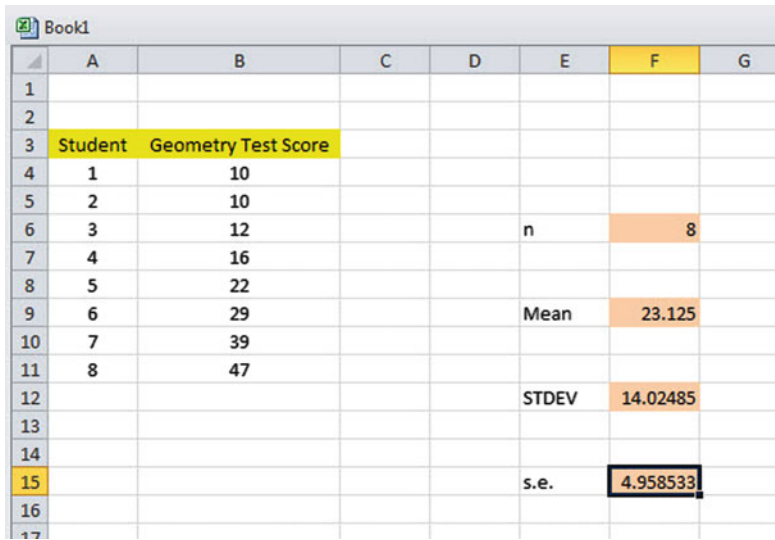 Book1
A B C D E F G
1
2
3 Student Geometry Test Score
4 1 10
5 2 10
6 3 12 n 8
7 4 16
8 5 22
9 6 29 Mean 23.125
10 7 39
11 8 47
12 STDEV 14.02485
13
14
15 s.e. 4.958533
16
17